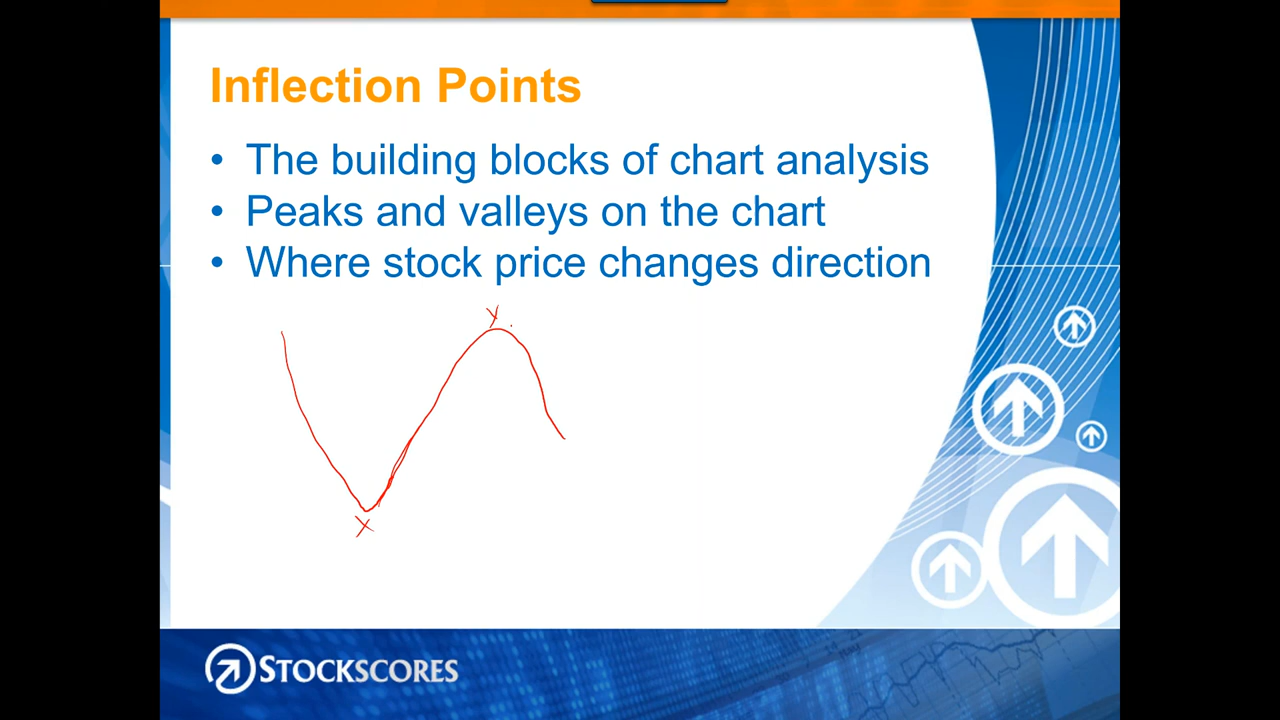 Inflection Points
• The building blocks of chart analysis
• Peaks and valleys on the chart
• Where stock price changes direction
X
X
STOCKSCORES